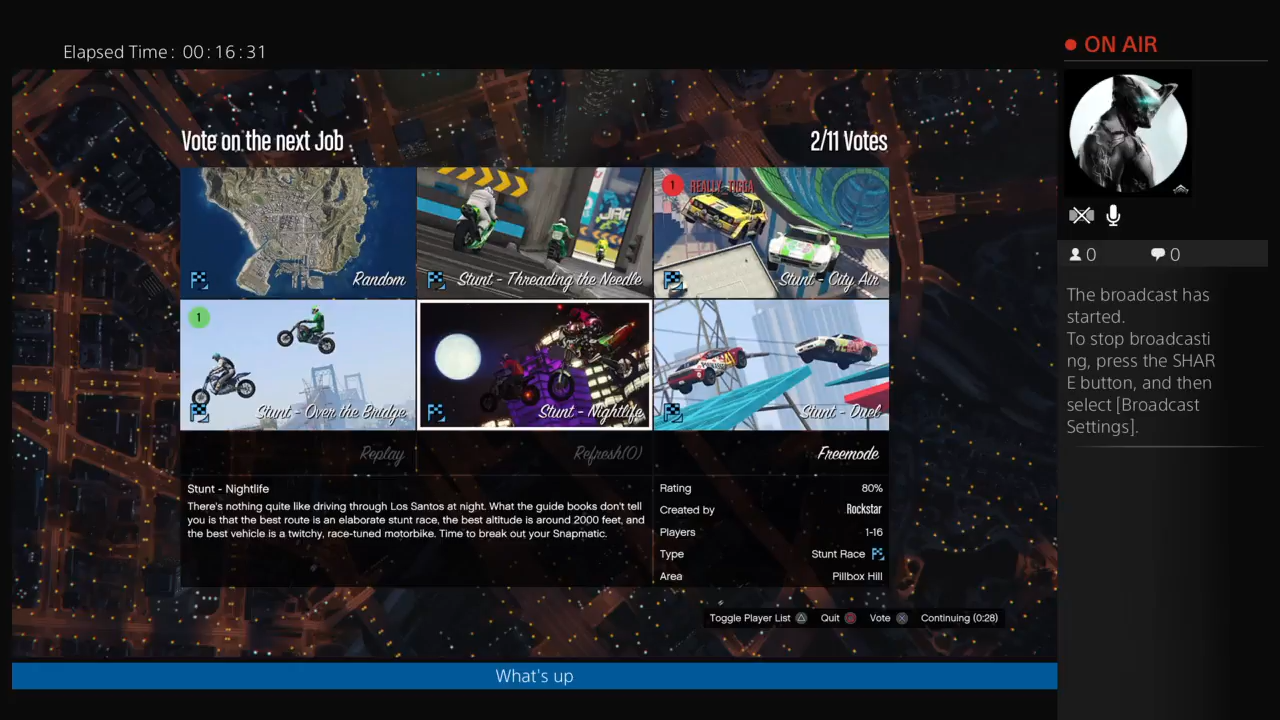 Elapsed Time: 00:16:31
ON AIR
Vote on the next Job
2/11 Votes
1
Random
Stunt - Threading the Needle
Stunt - City Air
1
Stunt - Over the Bridge
Stunt - Nightlife
Stunt - Duel
Replay
Refresh(0)
Freemode
Stunt - Nightlife
There's nothing quite like driving through Los Santos at night. What the guide books don't tell
you is that the best route is an elaborate stunt race, the best altitude is around 2000 feet, and
the best vehicle is a twitchy, race-tuned motorbike. Time to break out your Snapmatic.
Rating 80%
Created by Rockstar
Players 1-16
Type Stunt Race
Area Pillbox Hill
Toggle Player List Quit Vote Continuing (0:28)
What's up
0 0
The broadcast has
started.
To stop broadcasti
ng, press the SHAR
E button, and then
select [Broadcast
Settings].